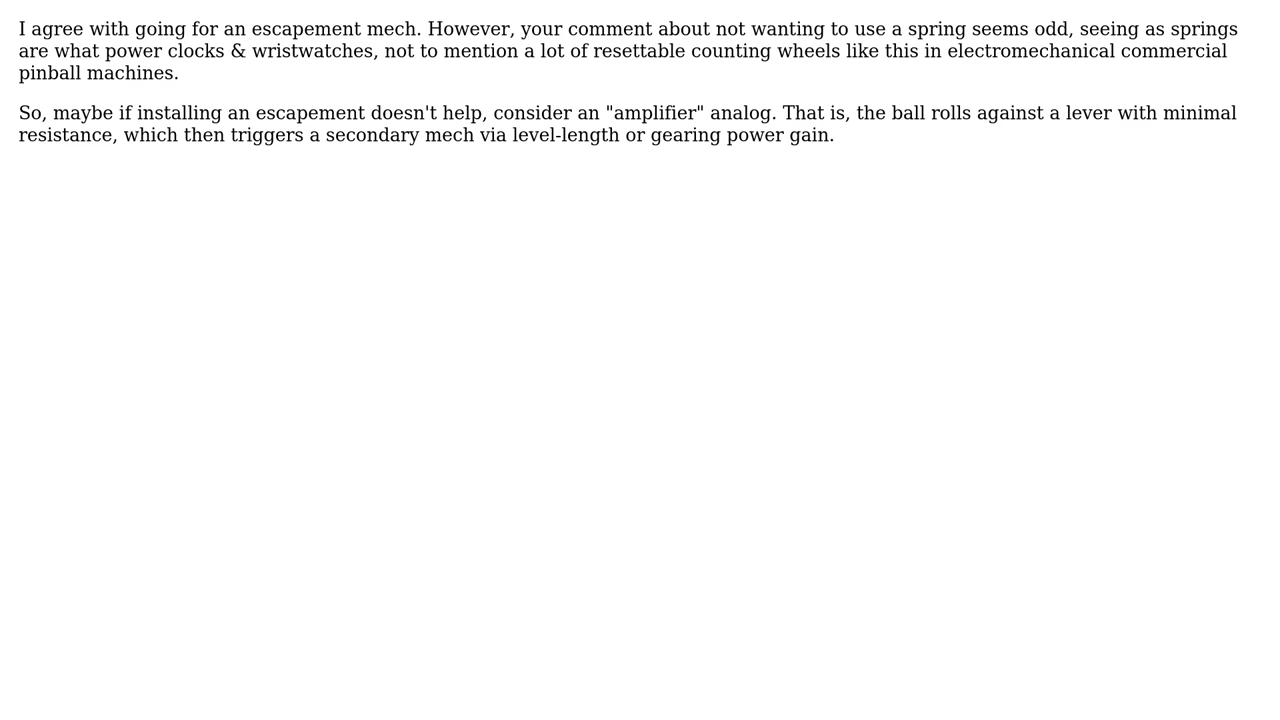 I agree with going for an escapement mech. However, your comment about not wanting to use a spring seems odd, seeing as springs
are what power clocks & wristwatches, not to mention a lot of resettable counting wheels like this in electromechanical commercial
pinball machines.
So, maybe if installing an escapement doesn't help, consider an "amplifier" analog. That is, the ball rolls against a lever with minimal
resistance, which then triggers a secondary mech via level-length or gearing power gain.